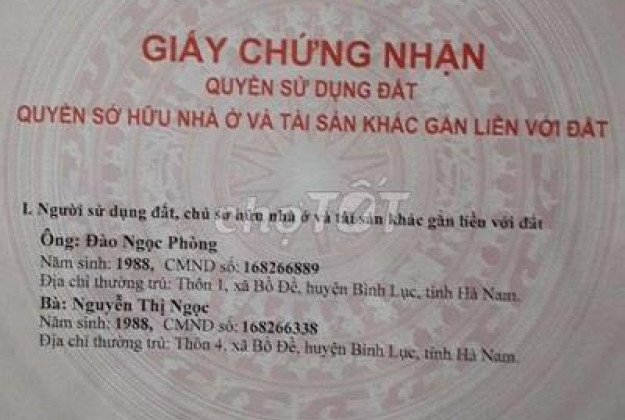 GIẤY CHỨNG NHẬN
QUYỀN SỬ DỤNG ĐẤT
QUYỀN SỞ HỮU NHÀ Ở VÀ TÀI SẢN KHÁC GẮN LIỀN VỚI ĐẤT
I. Người sử dụng đất, chủ sở hữu nhà ở và tài sản khác gắn liền với đất
chợTỐT
Ông: Đào Ngọc Phòng
Năm sinh: 1988, CMND số: 168266889
Địa chỉ thường trú: Thôn 1, xã Bồ Đề, huyện Bình Lục, tỉnh Hà Nam.
Bà: Nguyễn Thị Ngọc
Năm sinh: 1988, CMND số: 168266338
Địa chỉ thường trú: Thôn 4, xã Bồ Đề, huyện Bình Lục, tỉnh Hà Nam.